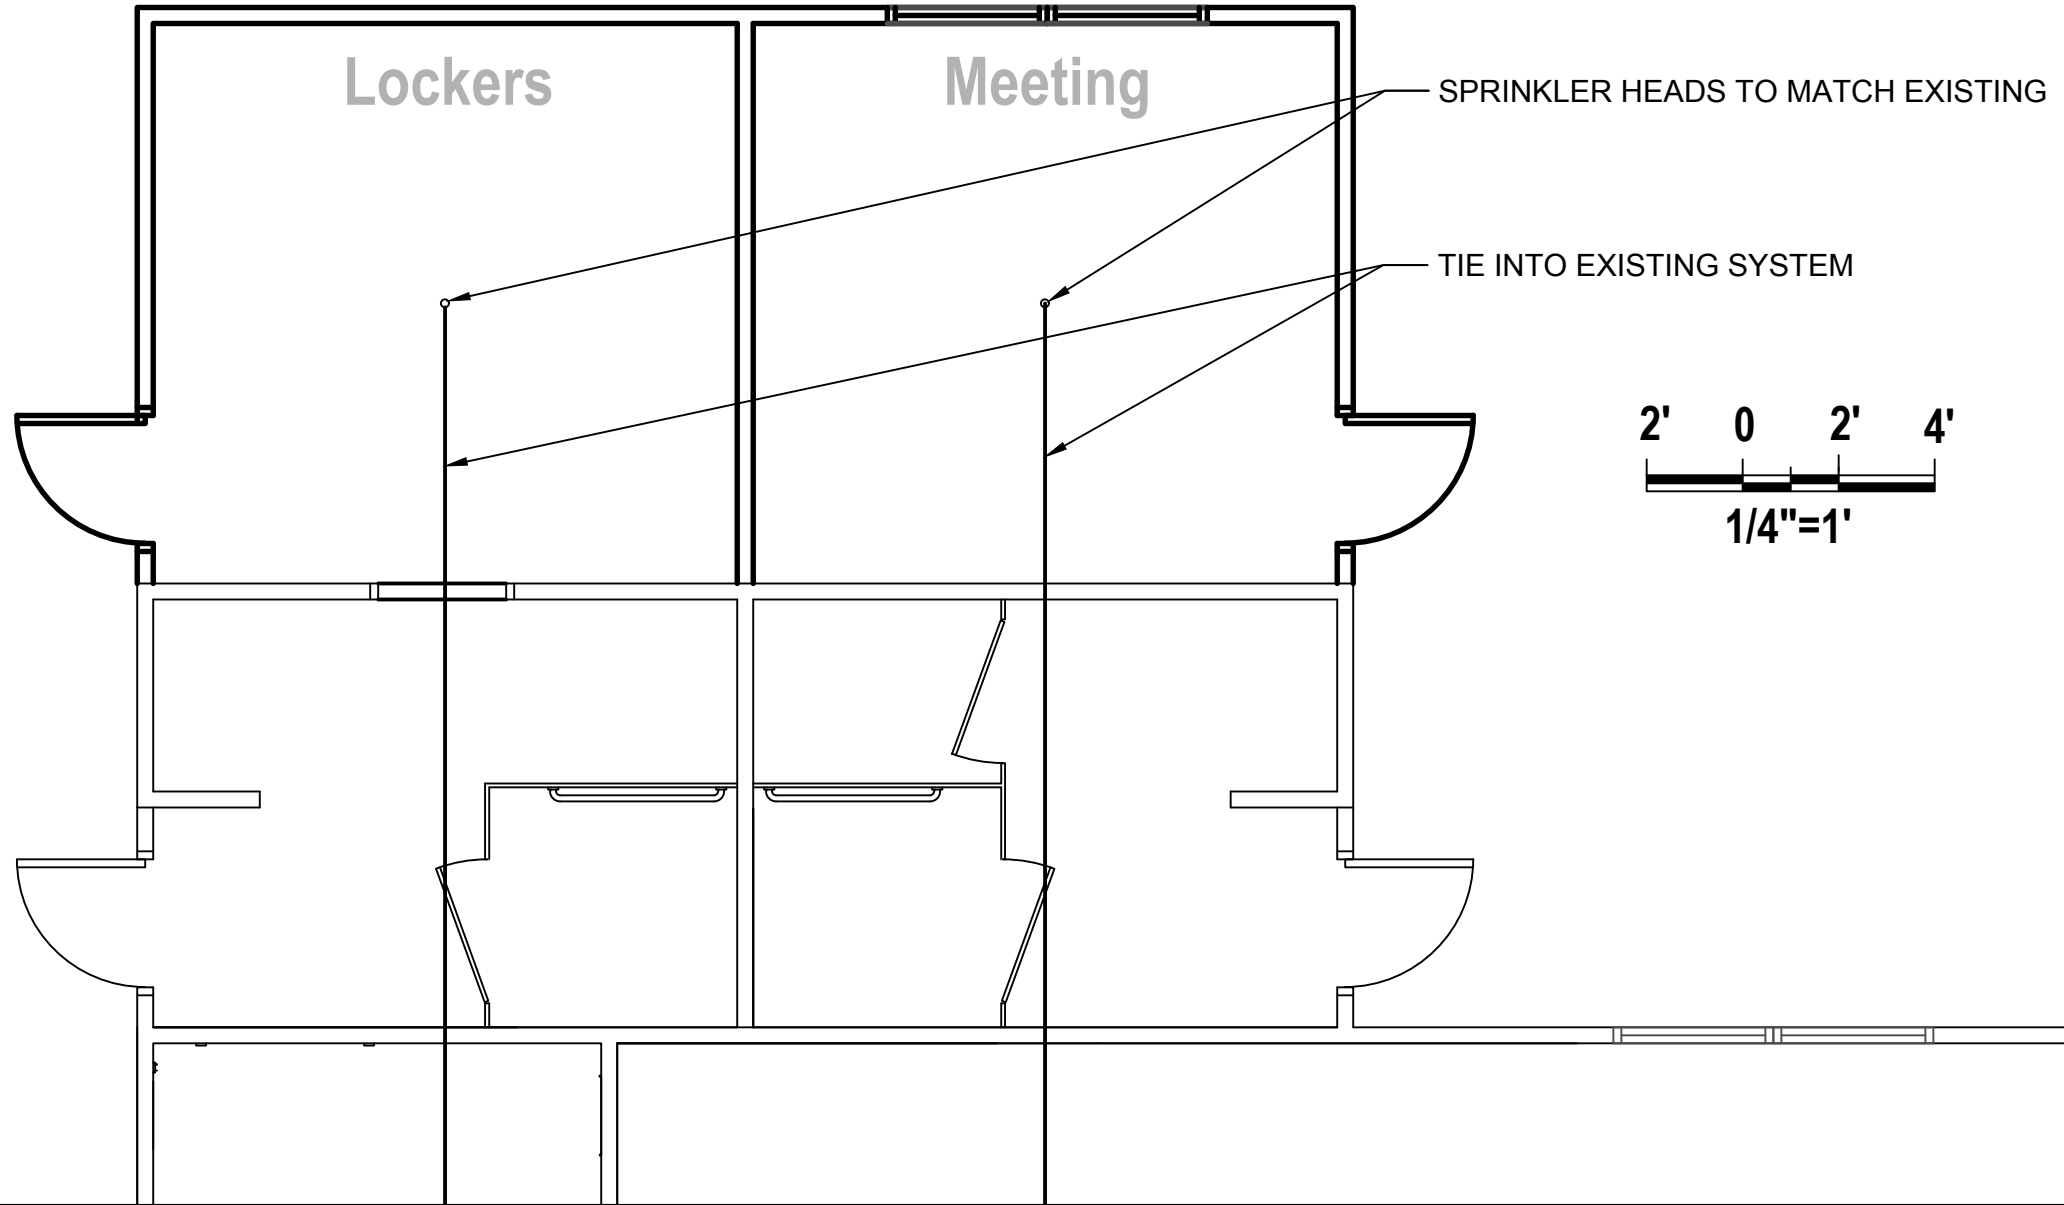 Lockers
Meeting
SPRINKLER HEADS TO MATCH EXISTING
TIE INTO EXISTING SYSTEM
2' 0 2' 4'
1/4"=1'